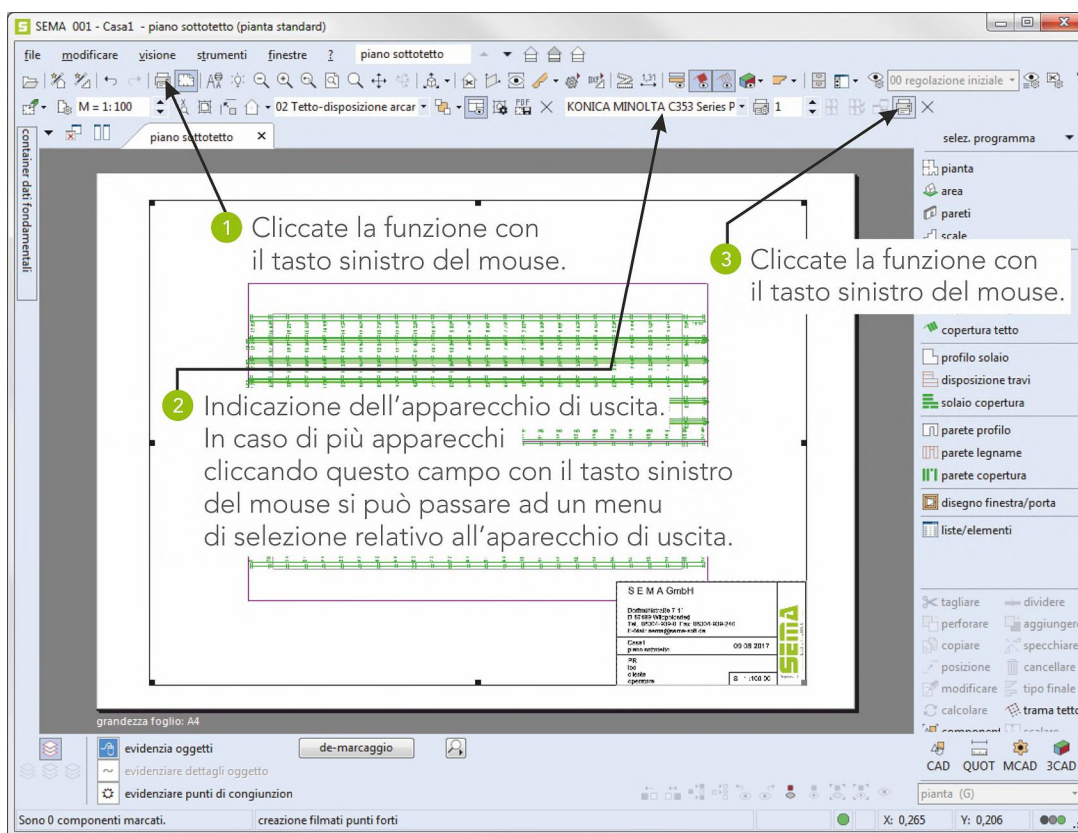 SEMA 001 - Casa1 - piano sottotetto (pianta standard)
file modificare visione strumenti finestre ? piano sottotetto
00 regolazione iniziale
M = 1: 100 02 Tetto-disposizione arcar PDF KONICA MINOLTA C353 Series P 1
piano sottotetto
container dati fondamentali
selez. programma
pianta
area
pareti
scale
1 Cliccate la funzione con
il tasto sinistro del mouse.
3 Cliccate la funzione con
il tasto sinistro del mouse.
copertura tetto
profilo solaio
disposizione travi
solaio copertura
parete profilo
parete legname
parete copertura
disegno finestra/porta
liste/elementi
2 Indicazione dell'apparecchio di uscita.
In caso di più apparecchi
cliccando questo campo con il tasto sinistro
del mouse si può passare ad un menu
di selezione relativo all'aparecchio di uscita.
S E M A GmbH
Casa1
piano sottotetto
09 08 2017
PR
cliente
operatore
SEMA
tagliare dividere
perforare aggiungere
copiare specchiare
posizione cancellare
modificare tipo finale
calcolare trama tetto
grandezza foglio: A4
evidenzia oggetti
de-marcaggio
evidenziare dettagli oggetto
evidenziare punti di congiunzion
CAD QUOT MCAD 3CAD
pianta (G)
Sono 0 componenti marcati. creazione filmati punti forti X: 0,265 Y: 0,206